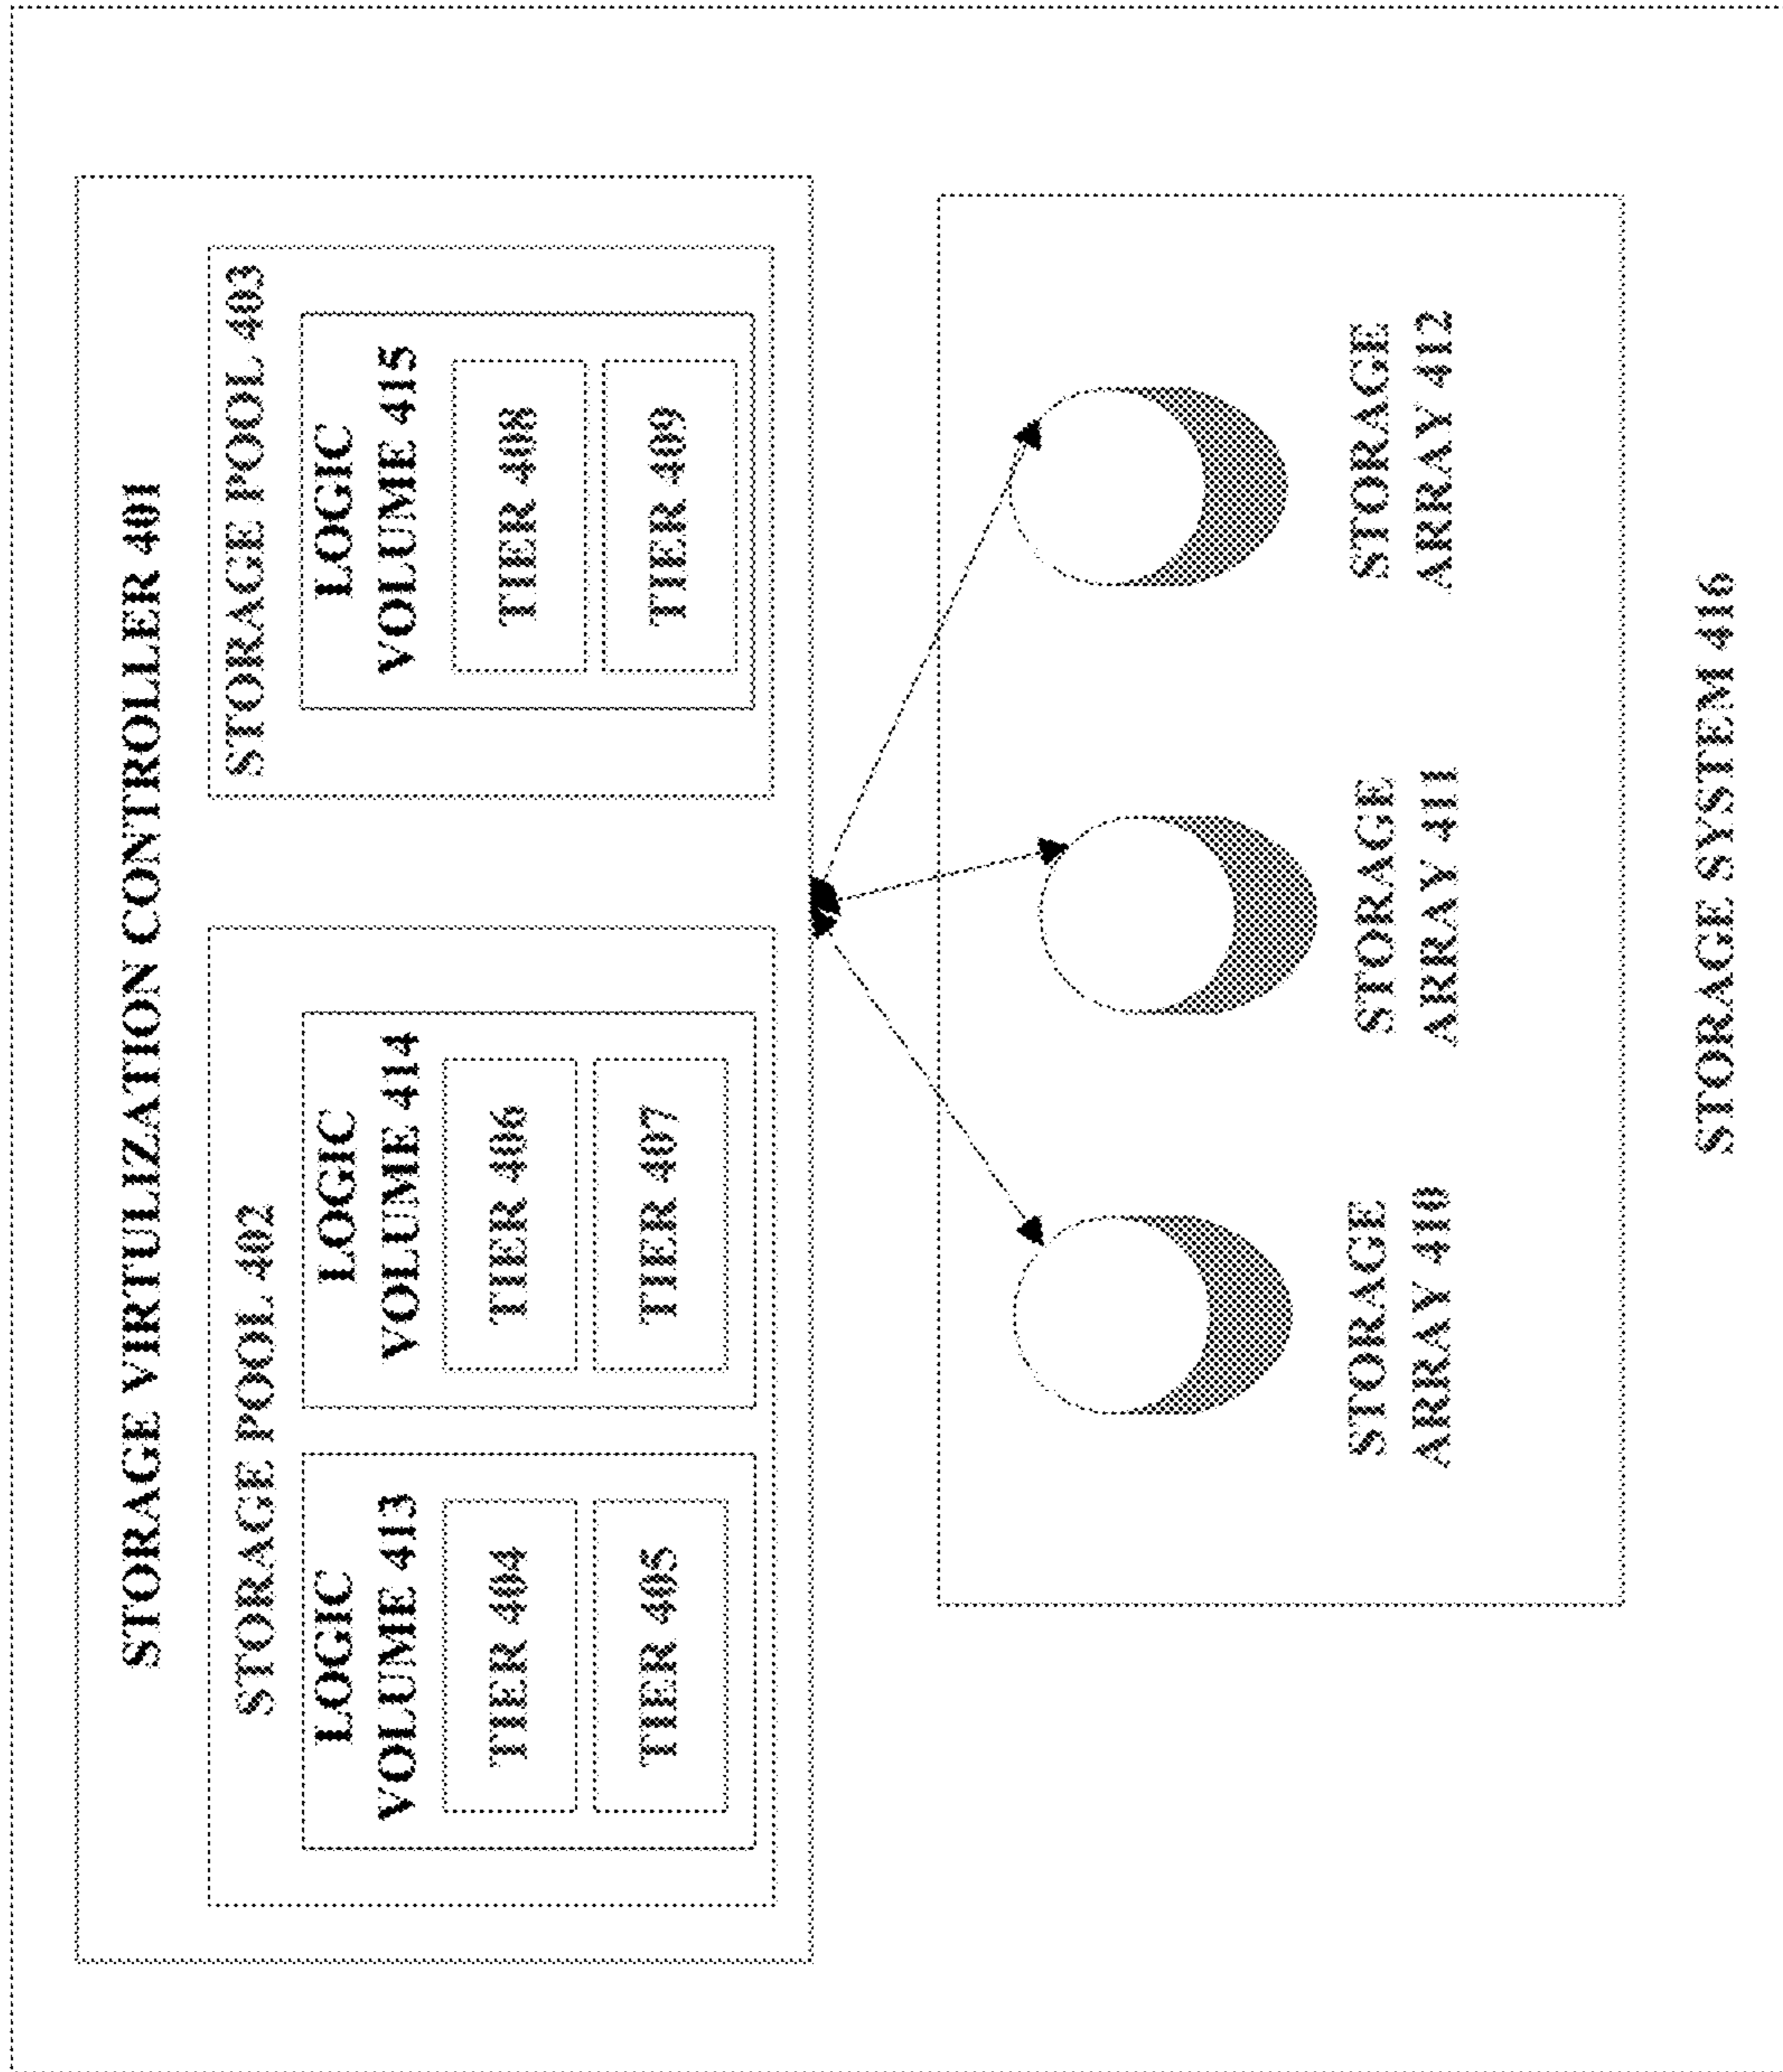 STORAGE VIRTULIZATION CONTROLLER 401
STORAGE POOL 402
LOGIC
VOLUME 413
TIER 404
TIER 405
LOGIC
VOLUME 414
TIER 406
TIER 407
STORAGE POOL 403
LOGIC
VOLUME 415
TIER 408
TIER 409
STORAGE
ARRAY 410
STORAGE
ARRAY 411
STORAGE
ARRAY 412
STORAGE SYSTEM 416